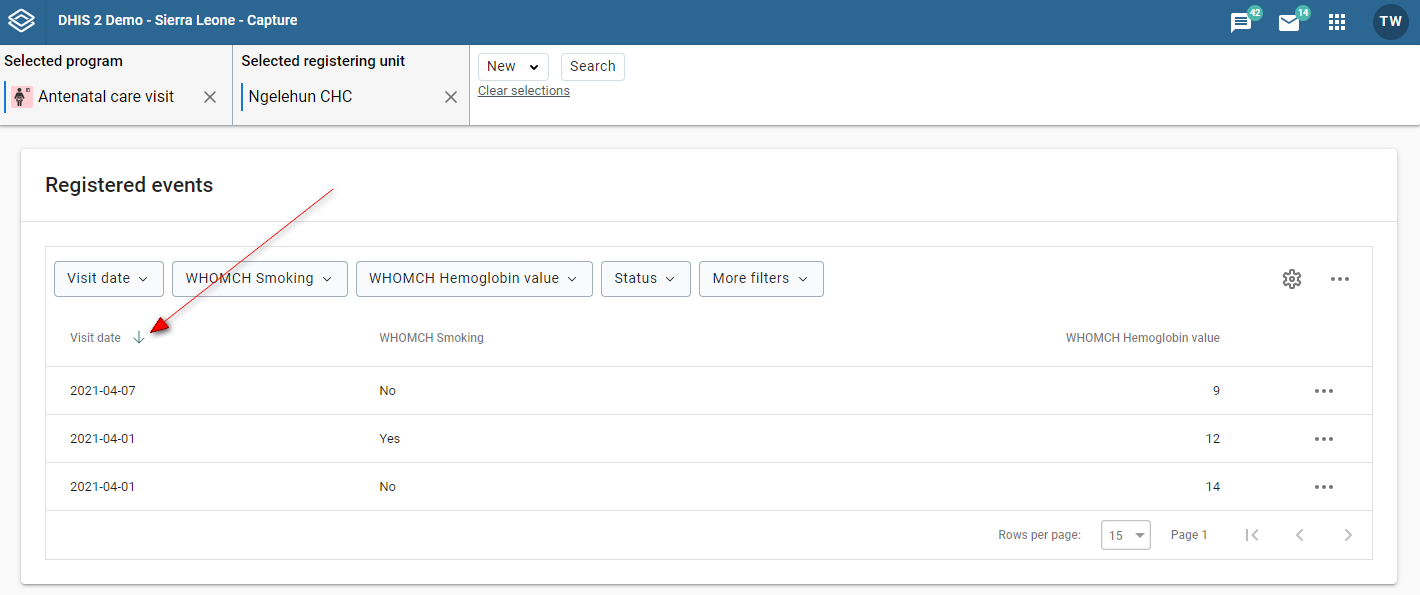 DHIS 2 Demo - Sierra Leone - Capture
42
14
TW
Selected program
Antenatal care visit
Selected registering unit
Ngelehun CHC
New
Search
Clear selections
Registered events
Visit date
WHOMCH Smoking
WHOMCH Hemoglobin value
Status
More filters
Visit date WHOMCH Smoking WHOMCH Hemoglobin value
2021-04-07 No 9
2021-04-01 Yes 12
2021-04-01 No 14
Rows per page: 15 Page 1